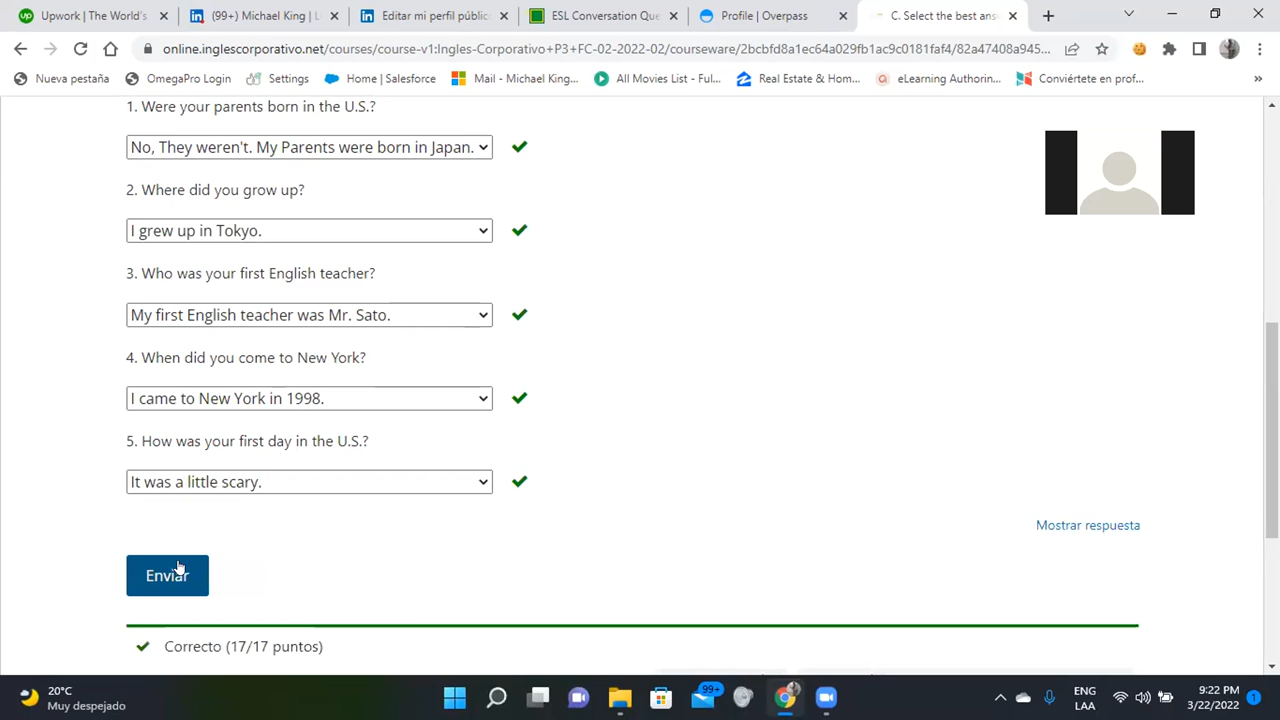 Upwork | The World's
(99+) Michael King | L
Editar mi perfil públic
ESL Conversation Que
Profile | Overpass
C. Select the best ans
online.inglescorporativo.net/courses/course-v1:Ingles-Corporativo+P3+FC-02-2022-02/courseware/2bcbfd8a1ec64a029fb1ac9c0181faf4/82a47408a945...
Nueva pestaña
OmegaPro Login
Settings
Home | Salesforce
Mail - Michael King...
All Movies List - Ful...
Real Estate & Hom...
eLearning Authorin...
Conviértete en prof...
»
1. Were your parents born in the U.S.?
No, They weren't. My Parents were born in Japan.
2. Where did you grow up?
I grew up in Tokyo.
3. Who was your first English teacher?
My first English teacher was Mr. Sato.
4. When did you come to New York?
I came to New York in 1998.
5. How was your first day in the U.S.?
It was a little scary.
Mostrar respuesta
Enviar
Correcto (17/17 puntos)
20°C
Muy despejado
99+
ENG
LAA
9:22 PM
3/22/2022
1